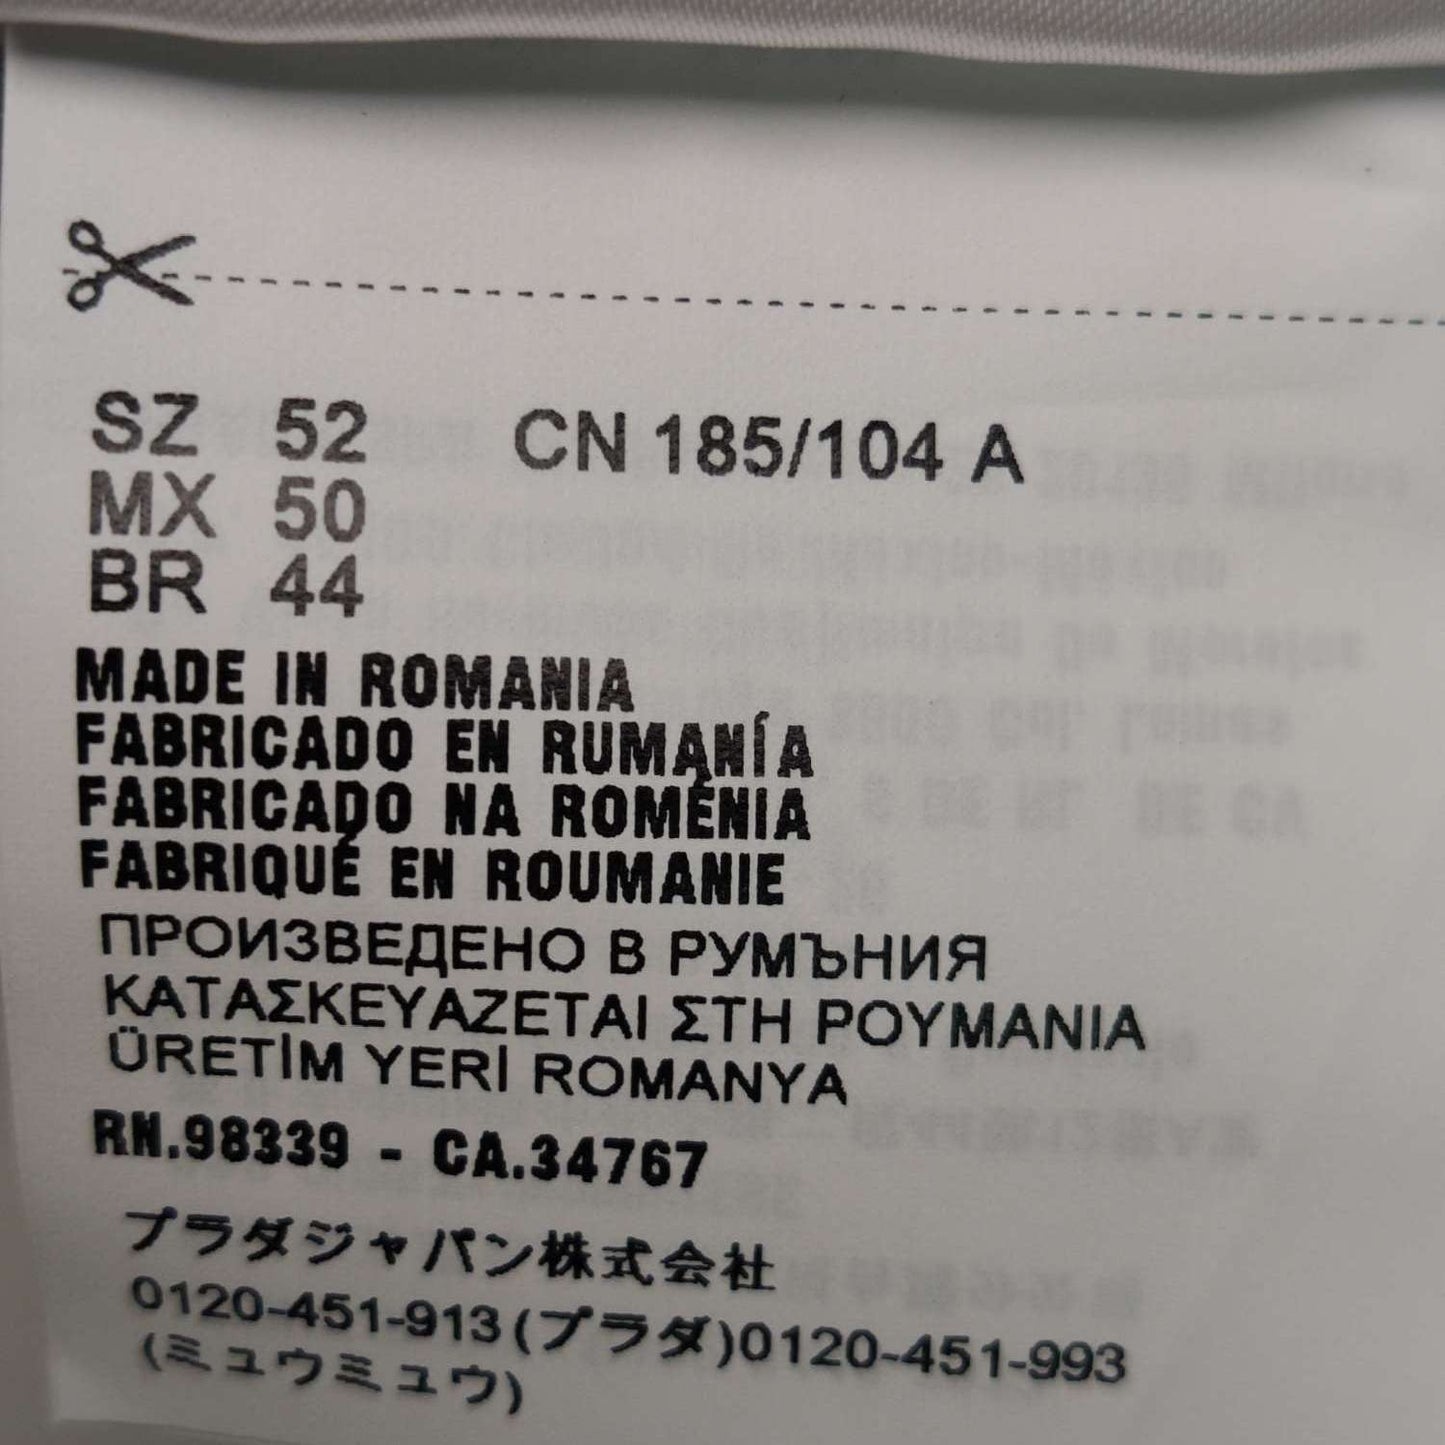 SZ 52 CN 185/104 A
MX 50
BR 44
MADE IN ROMANIA
FABRICADO EN RUMANÍA
FABRICADO NA ROMÉNIA
FABRIQUÉ EN ROUMANIE
ПРОИЗВЕДЕНО В РУМЪНИЯ
ΚΑΤΑΣΚΕΥΑΖΕΤΑΙ ΣΤΗ ΡΟΥΜΑΝΙΑ
ÜRETİM YERİ ROMANYA
RN.98339 - CA.34767
プラダジャパン株式会社
0120-451-913(プラダ)0120-451-993
(ミュウミュウ)